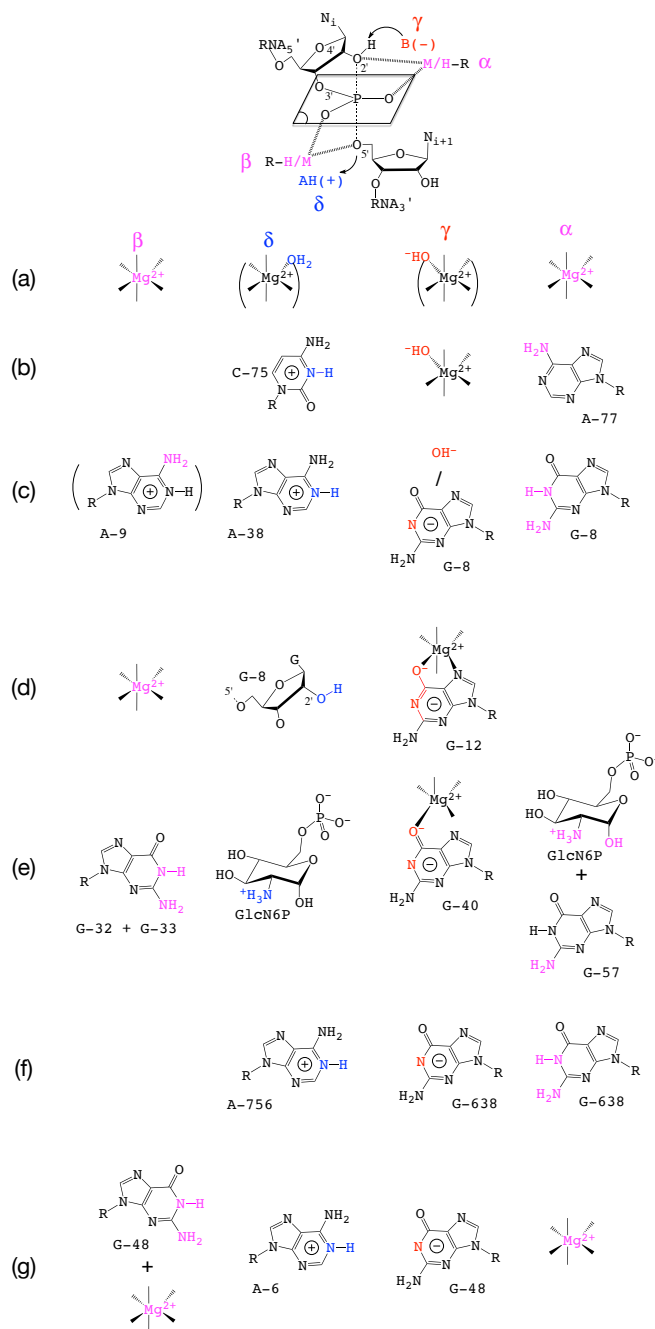 N_i γ
RNA5' 4' H B(-)
O O O 2' M/H-R α
3' O P O
O
β R-H/M O 5' O N_i+1
AH(+) O OH
δ RNA3'
β δ γ α
(a) Mg2+ (Mg2+ OH2) (−HO Mg2+) Mg2+
(b) C-75 NH2 + N-H N R O −HO Mg2+ H2N N N N N R A-77
(c) ( N NH2 N R N + N-H ) A-9 N NH2 N R N + N-H A-38 OH− / O N N − N N R H2N G-8 O N H-N N N R H2N G-8
(d) Mg2+ G G-8 5' O O O-H 2' O Mg2+ O− N N − N N R H2N G-12
(e) N O N R N N-H NH2 G-32 + G-33 O− O P O− O HO O HO +H3N OH GlcN6P Mg2+ O− N N − N N R H2N G-40 O− O P O− O HO O HO +H3N OH GlcN6P + O N H-N N N R H2N G-57
(f) N NH2 N R N + N-H A-756 O N N − N N R H2N G-638 O N H-N N N R H2N G-638
(g) N O N R N N-H NH2 G-48 + Mg2+ N NH2 N R N + N-H A-6 O N N − N N R H2N G-48 Mg2+